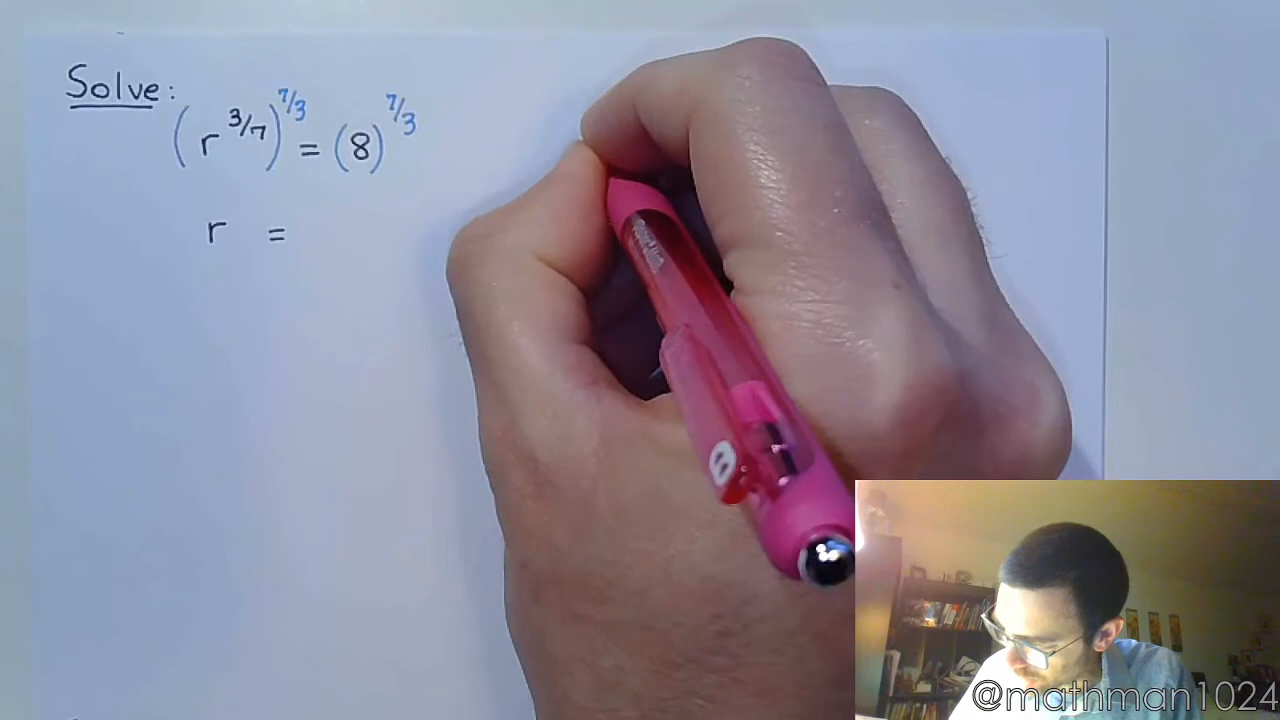 Solve:
(r^3/7)^7/3 = (8)^7/3
r =
@mathman1024